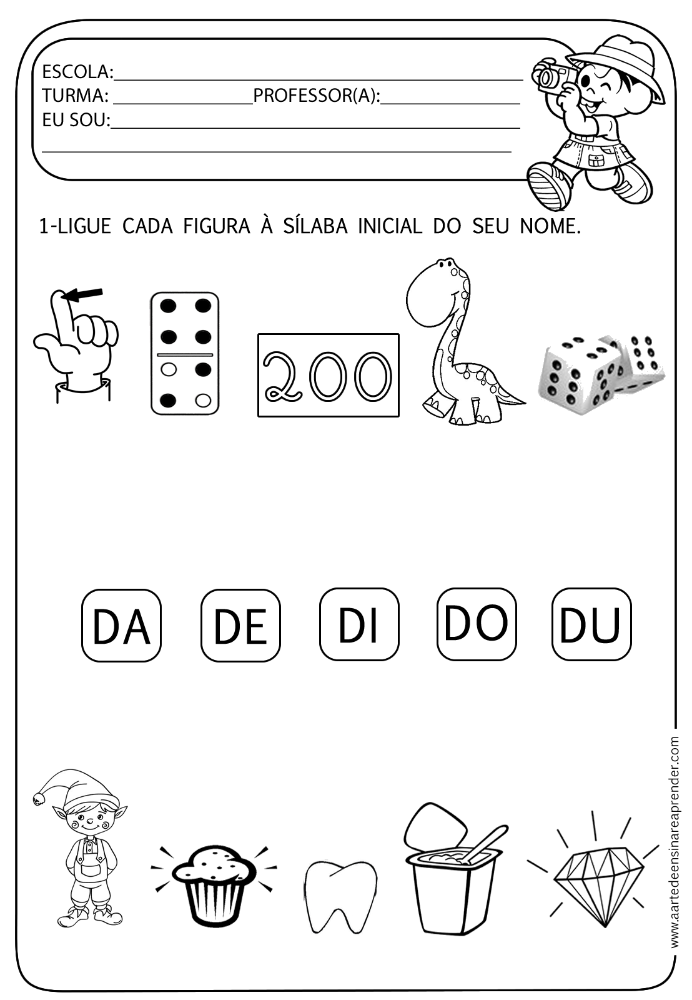 ESCOLA:
TURMA: PROFESSOR(A):
EU SOU:
1-LIGUE CADA FIGURA À SÍLABA INICIAL DO SEU NOME.
200
DA DE DI DO DU
www.aartedeensinareaprender.com